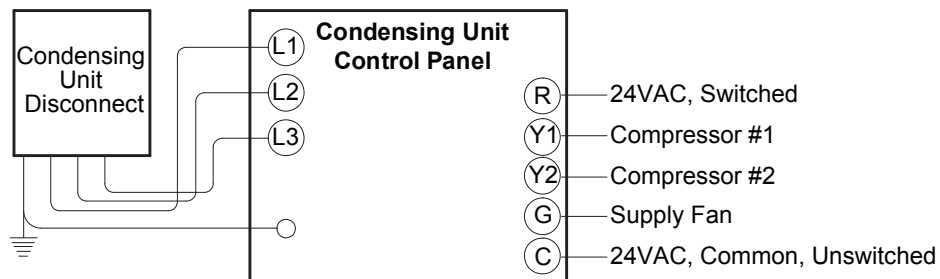 Condensing
Unit
Disconnect
Condensing Unit
Control Panel
L1
L2
L3
R
24VAC, Switched
Y1
Compressor #1
Y2
Compressor #2
G
Supply Fan
C
24VAC, Common, Unswitched